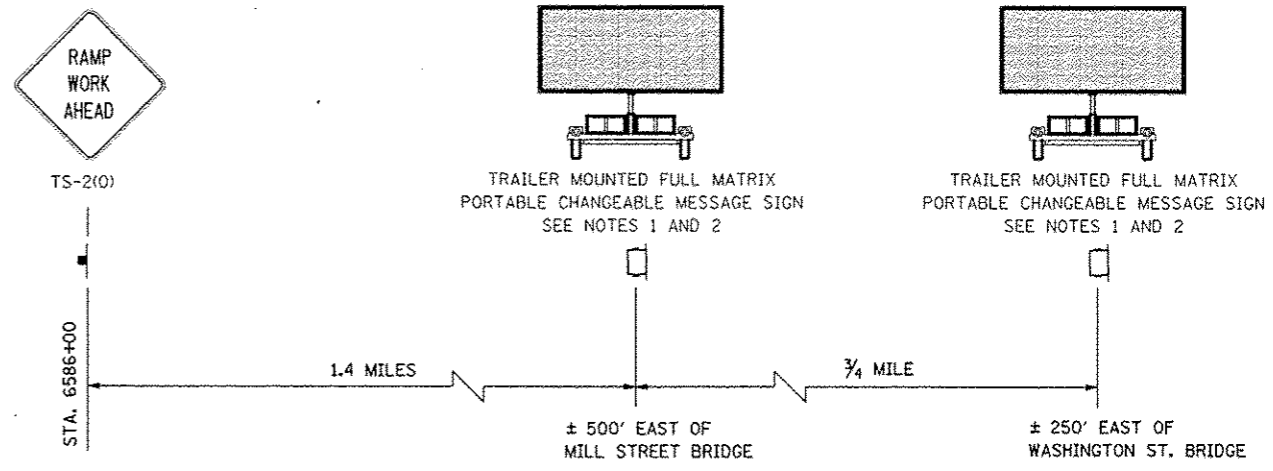 RAMP
WORK
AHEAD
TS-2(O)
TRAILER MOUNTED FULL MATRIX
PORTABLE CHANGEABLE MESSAGE SIGN
SEE NOTES 1 AND 2
TRAILER MOUNTED FULL MATRIX
PORTABLE CHANGEABLE MESSAGE SIGN
SEE NOTES 1 AND 2
STA. 6586+00
1.4 MILES
¾ MILE
± 500' EAST OF
MILL STREET BRIDGE
± 250' EAST OF
WASHINGTON ST. BRIDGE